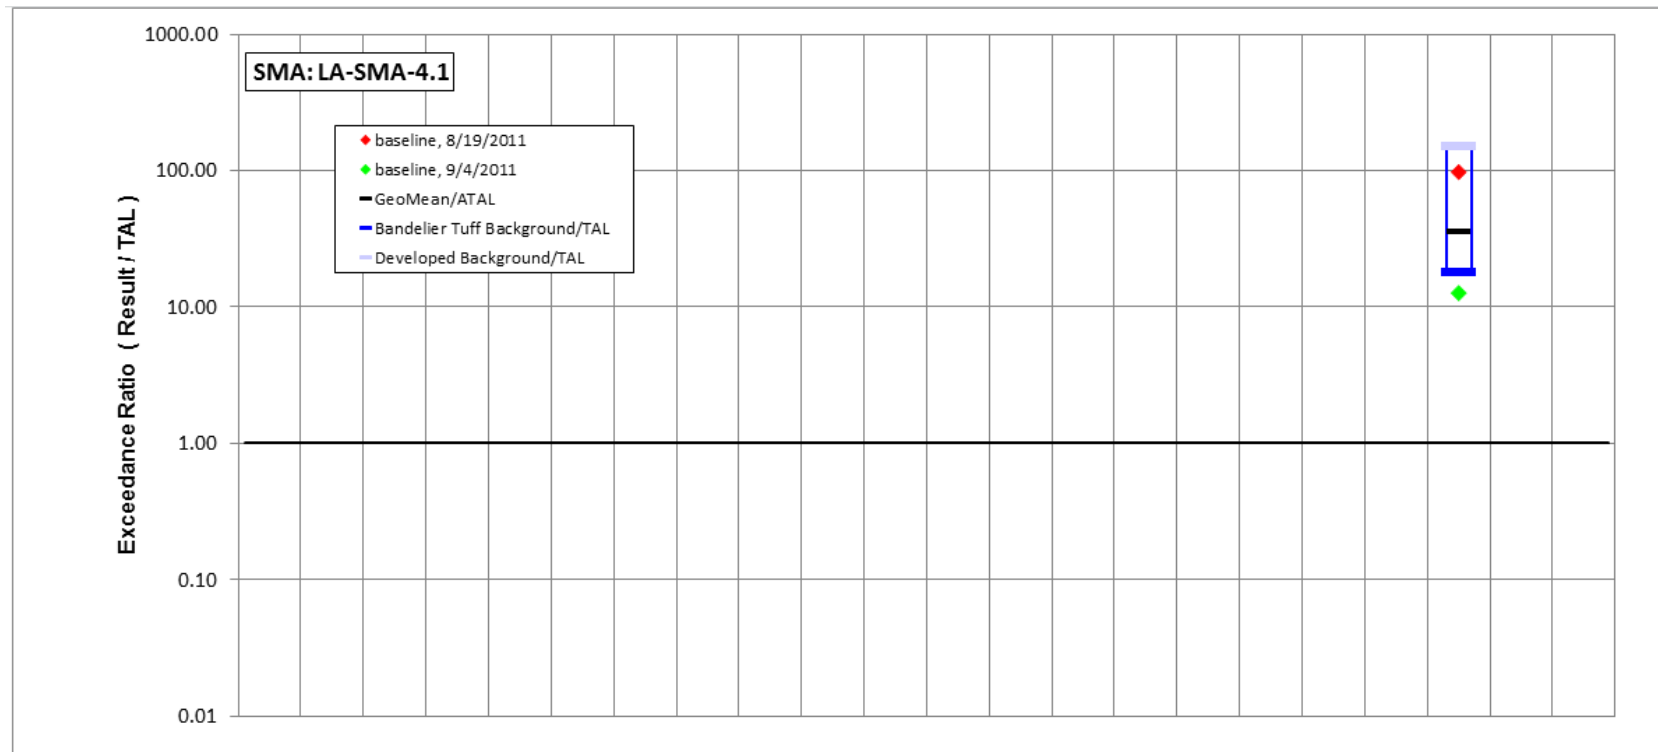 1000.00
SMA: LA-SMA-4.1
baseline, 8/19/2011
baseline, 9/4/2011
GeoMean/ATAL
Bandelier Tuff Background/TAL
Developed Background/TAL
100.00
10.00
1.00
0.10
0.01
Exceedance Ratio ( Result / TAL )